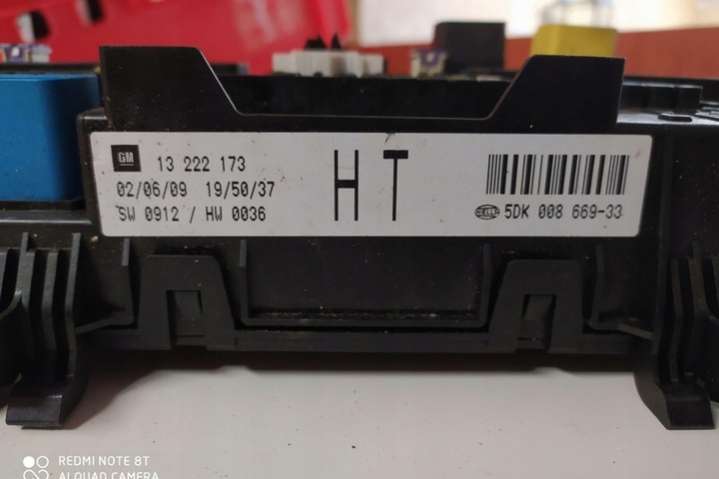 GM 13 222 173
02/06/09 19/50/37
SW 0912 / HW 0036
HT
HELLA 5DK 008 669-33
REDMI NOTE 8T
AI QUAD CAMERA